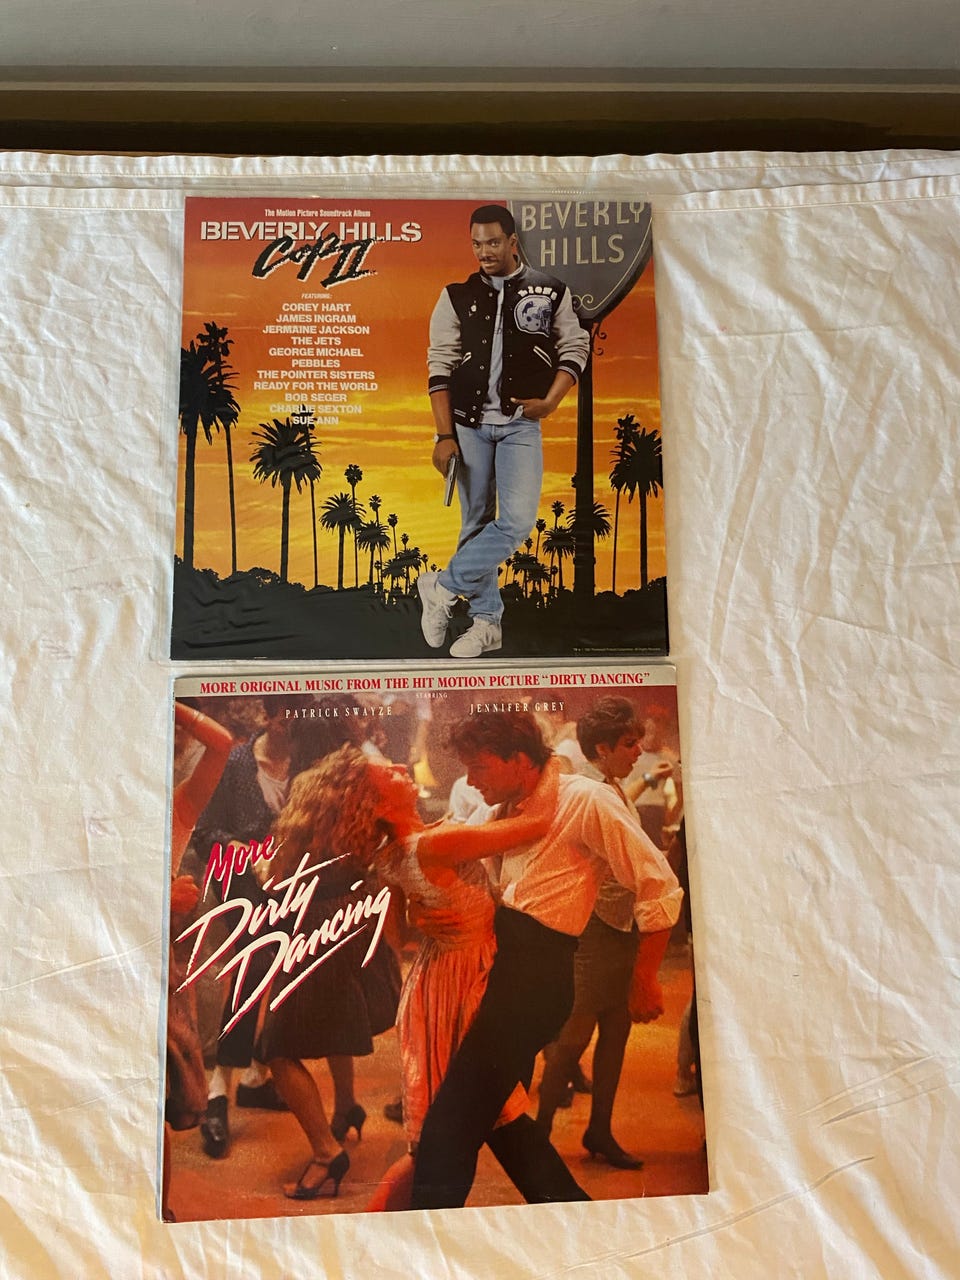 The Motion Picture Soundtrack Album
BEVERLY HILLS
COP II
FEATURING:
COREY HART
JAMES INGRAM
JERMAINE JACKSON
THE JETS
GEORGE MICHAEL
PEBBLES
THE POINTER SISTERS
READY FOR THE WORLD
BOB SEGER
CHARLIE SEXTON
SUE ANN
BEVERLY
HILLS
LIONS
MORE ORIGINAL MUSIC FROM THE HIT MOTION PICTURE "DIRTY DANCING"
STARRING
PATRICK SWAYZE JENNIFER GREY
More
Dirty
Dancing